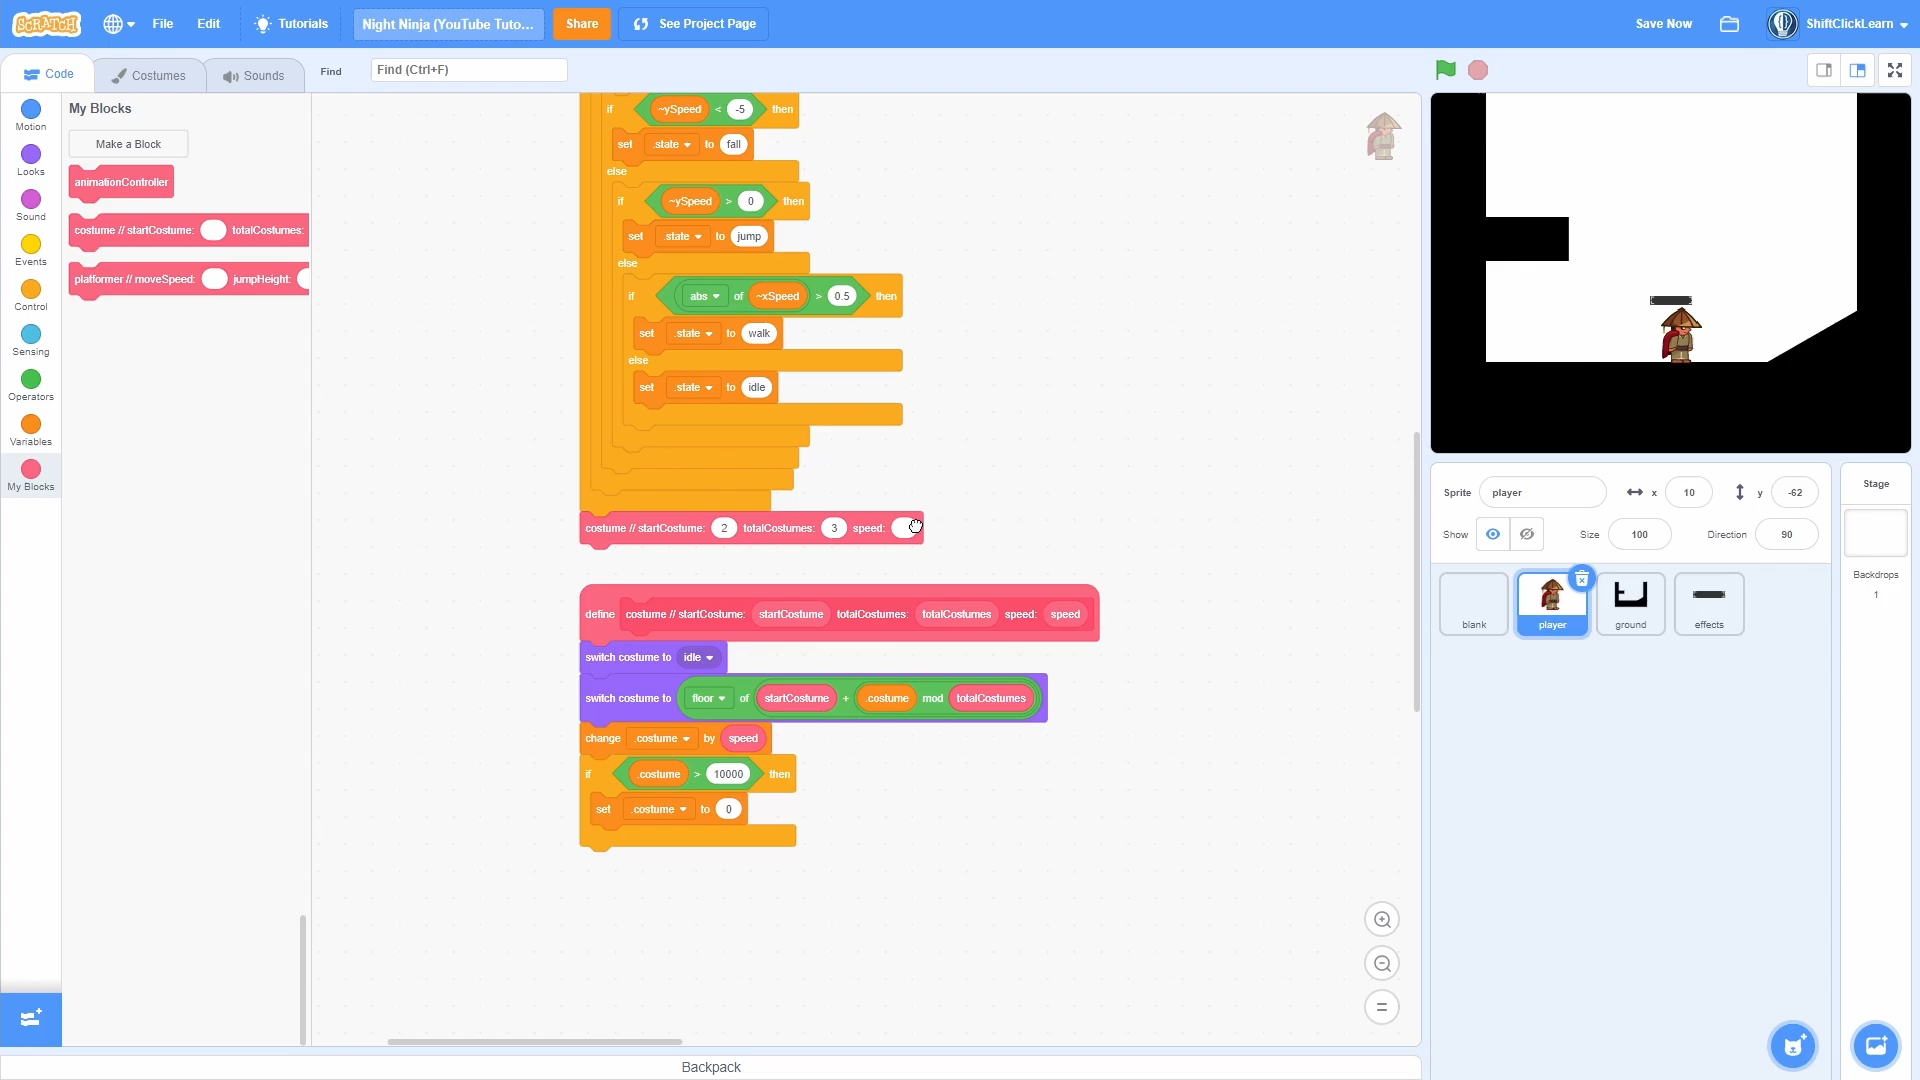 SCRATCH File Edit Tutorials Night Ninja (YouTube Tuto... Share See Project Page Save Now ShiftClickLearn
Code Costumes Sounds Find Find (Ctrl+F)
Motion
Looks
Sound
Events
Control
Sensing
Operators
Variables
My Blocks
My Blocks
Make a Block
animationController
costume // startCostume: totalCostumes:
platformer // moveSpeed: jumpHeight:
if ~ySpeed < -5 then
set .state to fall
else
if ~ySpeed > 0 then
set .state to jump
else
if abs of ~xSpeed > 0.5 then
set .state to walk
else
set .state to idle
costume // startCostume: 2 totalCostumes: 3 speed:
define costume // startCostume: startCostume totalCostumes: totalCostumes speed: speed
switch costume to idle
switch costume to floor of startCostume + .costume mod totalCostumes
change .costume by speed
if .costume > 10000 then
set .costume to 0
Sprite player x 10 y -62
Show Size 100 Direction 90
blank player ground effects
Stage
Backdrops
1
Backpack